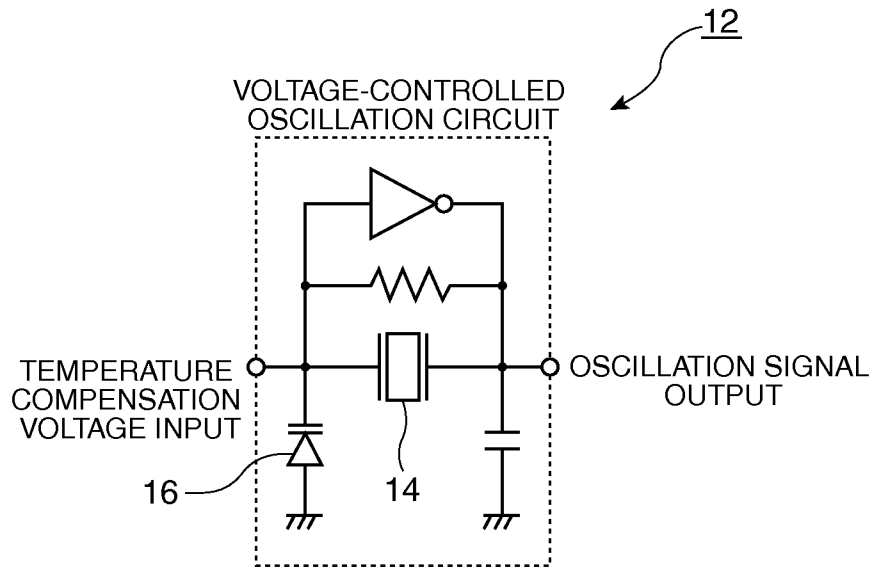 12
VOLTAGE-CONTROLLED
OSCILLATION CIRCUIT
TEMPERATURE
COMPENSATION
VOLTAGE INPUT
OSCILLATION SIGNAL
OUTPUT
16
14